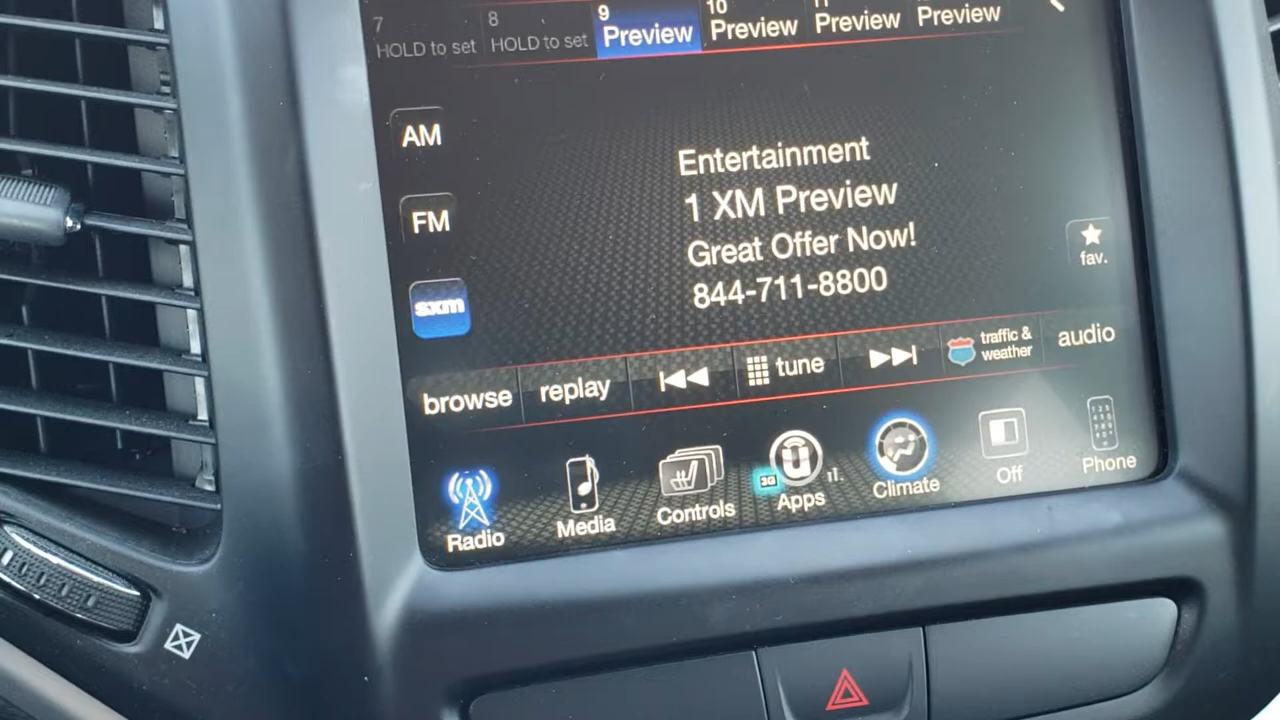 7
HOLD to set
8
HOLD to set
9
Preview
10
Preview
Preview
Preview
AM
FM
sxm
Entertainment
1 XM Preview
Great Offer Now!
844-711-8800
fav.
browse
replay
tune
traffic &
weather
audio
Radio
Media
Controls
3G
Apps
Climate
Off
Phone